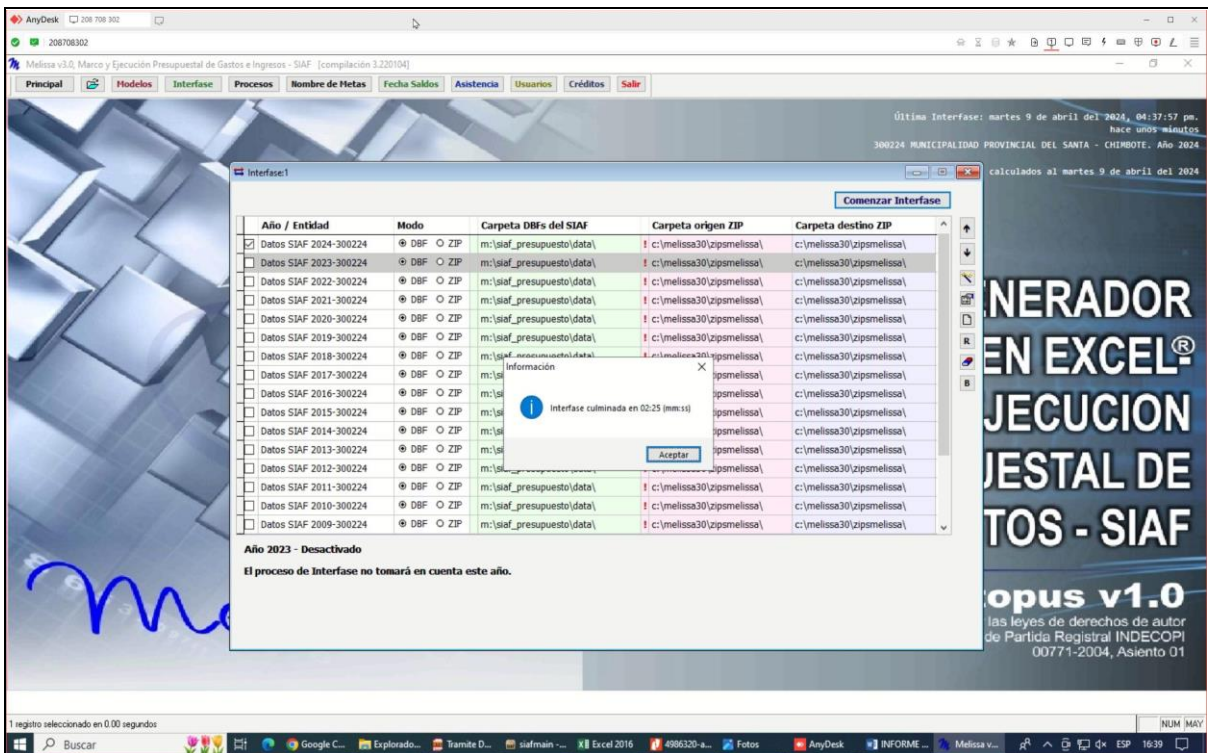 AnyDesk 208 708 302
208708302
Melissa v3.0, Marco y Ejecución Presupuestal de Gastos e Ingresos - SIAF [compilación 3.220104]
Principal Modelos Interfase Procesos Nombre de Metas Fecha Saldos Asistencia Usuarios Créditos Salir
Última Interfase: martes 9 de abril del 2024, 04:37:57 pm.
hace unos minutos
300224 MUNICIPALIDAD PROVINCIAL DEL SANTA - CHIMBOTE. Año 2024
calculados al martes 9 de abril del 2024
Interfase:1
Comenzar Interfase
Año / Entidad Modo Carpeta DBFs del SIAF Carpeta origen ZIP Carpeta destino ZIP
Datos SIAF 2024-300224 DBF ZIP m:\siaf_presupuesto\data\ ! c:\melissa30\zipsmelissa\ c:\melissa30\zipsmelissa\
Datos SIAF 2023-300224 DBF ZIP m:\siaf_presupuesto\data\ ! c:\melissa30\zipsmelissa\ c:\melissa30\zipsmelissa\
Datos SIAF 2022-300224 DBF ZIP m:\siaf_presupuesto\data\ ! c:\melissa30\zipsmelissa\ c:\melissa30\zipsmelissa\
Datos SIAF 2021-300224 DBF ZIP m:\siaf_presupuesto\data\ ! c:\melissa30\zipsmelissa\ c:\melissa30\zipsmelissa\
Datos SIAF 2020-300224 DBF ZIP m:\siaf_presupuesto\data\ ! c:\melissa30\zipsmelissa\ c:\melissa30\zipsmelissa\
Datos SIAF 2019-300224 DBF ZIP m:\siaf_presupuesto\data\ ! c:\melissa30\zipsmelissa\ c:\melissa30\zipsmelissa\
Datos SIAF 2018-300224 DBF ZIP m:\siaf_presupuesto\data\ ! c:\melissa30\zipsmelissa\ c:\melissa30\zipsmelissa\
Datos SIAF 2017-300224 DBF ZIP m:\si ipsmelissa\ c:\melissa30\zipsmelissa\
Datos SIAF 2016-300224 DBF ZIP m:\si ipsmelissa\ c:\melissa30\zipsmelissa\
Datos SIAF 2015-300224 DBF ZIP m:\si ipsmelissa\ c:\melissa30\zipsmelissa\
Datos SIAF 2014-300224 DBF ZIP m:\si ipsmelissa\ c:\melissa30\zipsmelissa\
Datos SIAF 2013-300224 DBF ZIP m:\si ipsmelissa\ c:\melissa30\zipsmelissa\
Datos SIAF 2012-300224 DBF ZIP c:\melissa30\zipsmelissa\
Datos SIAF 2011-300224 DBF ZIP m:\siaf_presupuesto\data\ ! c:\melissa30\zipsmelissa\ c:\melissa30\zipsmelissa\
Datos SIAF 2010-300224 DBF ZIP m:\siaf_presupuesto\data\ ! c:\melissa30\zipsmelissa\ c:\melissa30\zipsmelissa\
Datos SIAF 2009-300224 DBF ZIP m:\siaf_presupuesto\data\ ! c:\melissa30\zipsmelissa\ c:\melissa30\zipsmelissa\
R
B
Información
Interfase culminada en 02:25 (mm:ss)
Aceptar
Año 2023 - Desactivado
El proceso de Interfase no tomará en cuenta este año.
NERADOR
EN EXCEL®
JECUCION
UESTAL DE
TOS - SIAF
opus v1.0
las leyes de derechos de autor
de Partida Registral INDECOPI
00771-2004, Asiento 01
1 registro seleccionado en 0.00 segundos
NUM MAY
Buscar Google C... Explorado... Tramite D... siafmain -... Excel 2016 4986320-a... Fotos AnyDesk INFORME ... Melissa v... ESP 16:39